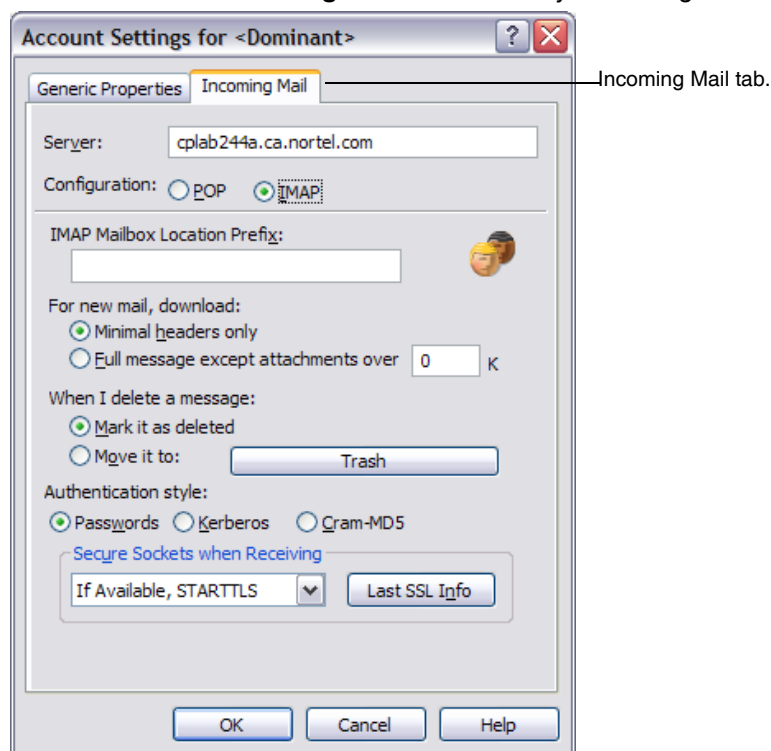 Account Settings for <Dominant>
Generic Properties Incoming Mail
Incoming Mail tab.
Server: cplab244a.ca.nortel.com
Configuration: POP IMAP
IMAP Mailbox Location Prefix:
For new mail, download:
Minimal headers only
Full message except attachments over 0 K
When I delete a message:
Mark it as deleted
Move it to: Trash
Authentication style:
Passwords Kerberos Cram-MD5
Secure Sockets when Receiving
If Available, STARTTLS Last SSL Info
OK Cancel Help